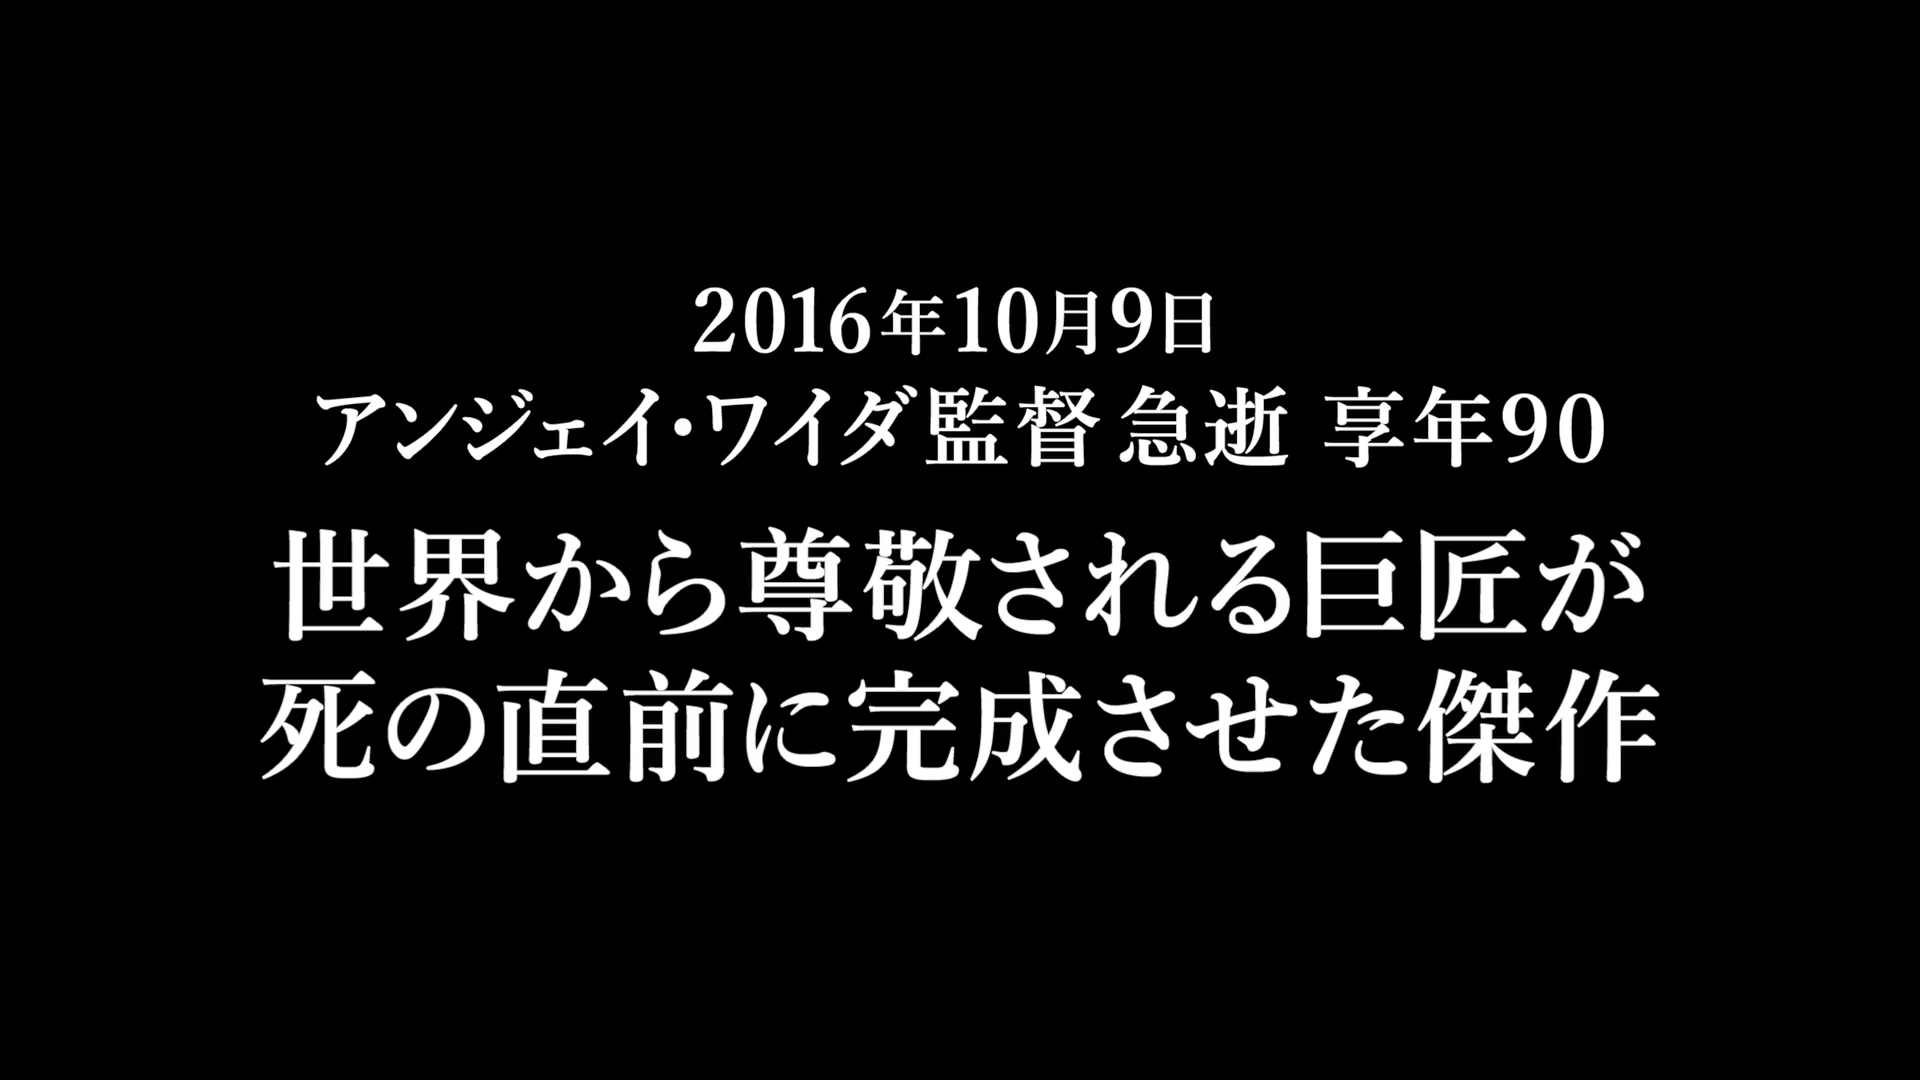 2016年10月9日
アンジェイ・ワイダ監督 急逝 享年90
世界から尊敬される巨匠が
死の直前に完成させた傑作